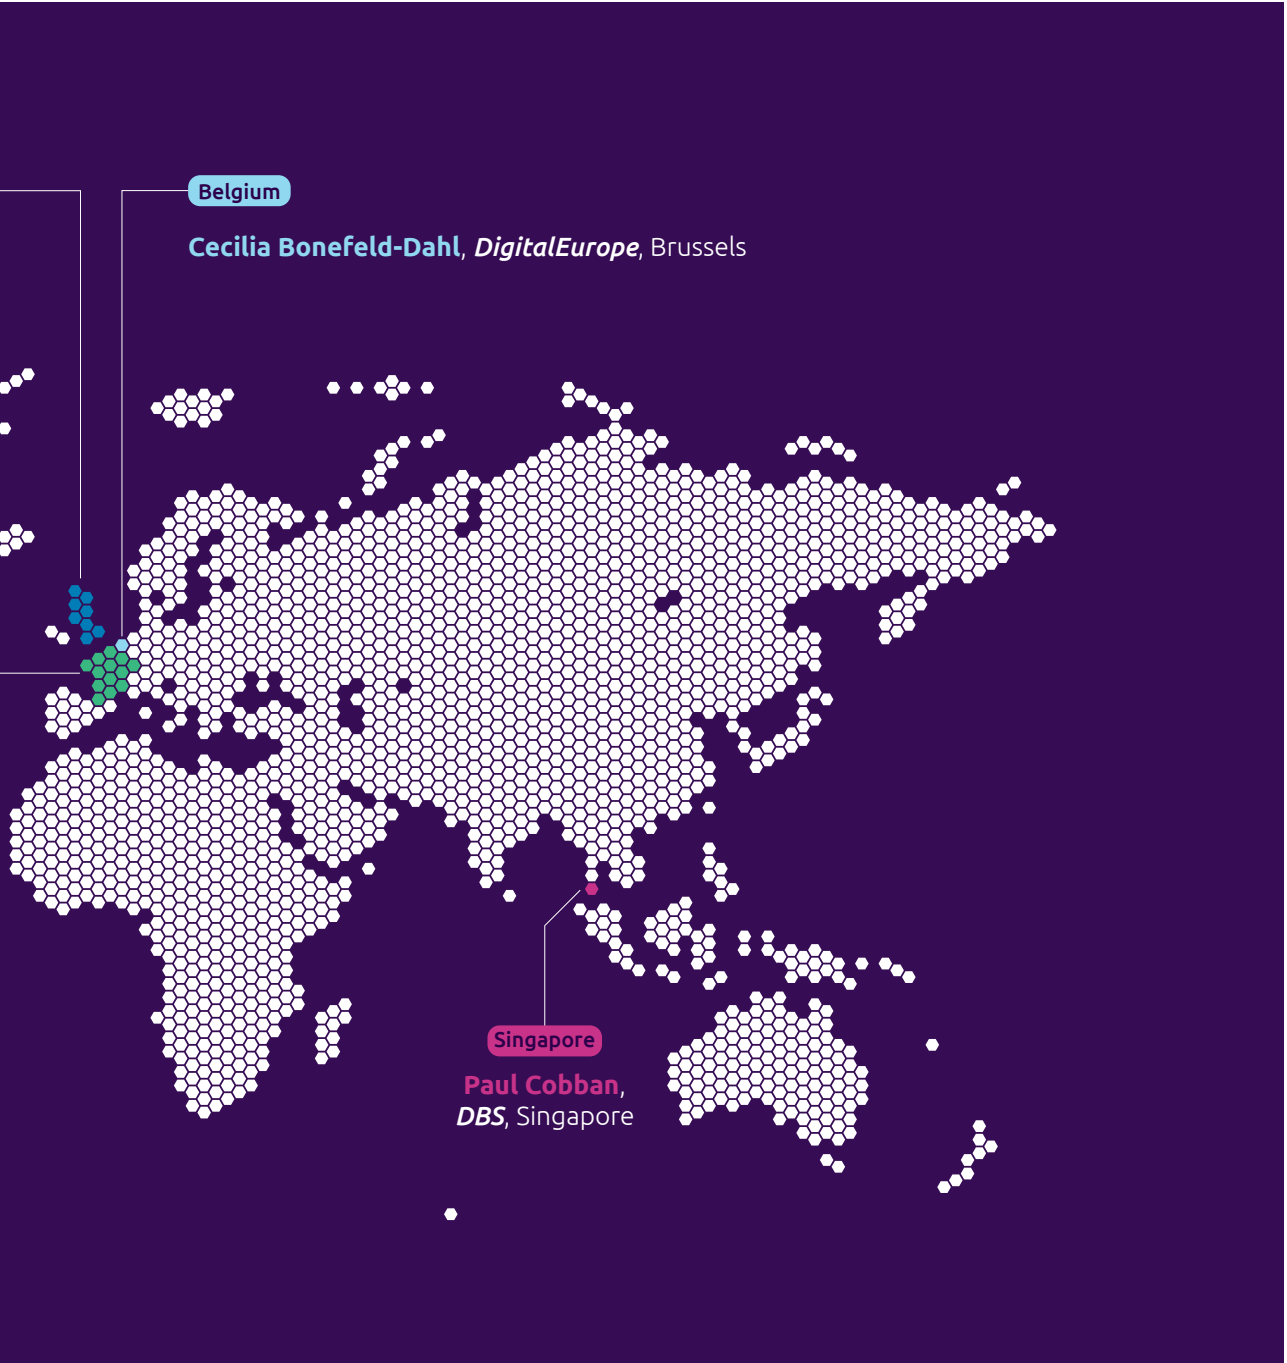 Belgium
Cecilia Bonefeld-Dahl, DigitalEurope, Brussels
Singapore
Paul Cobban,
DBS, Singapore